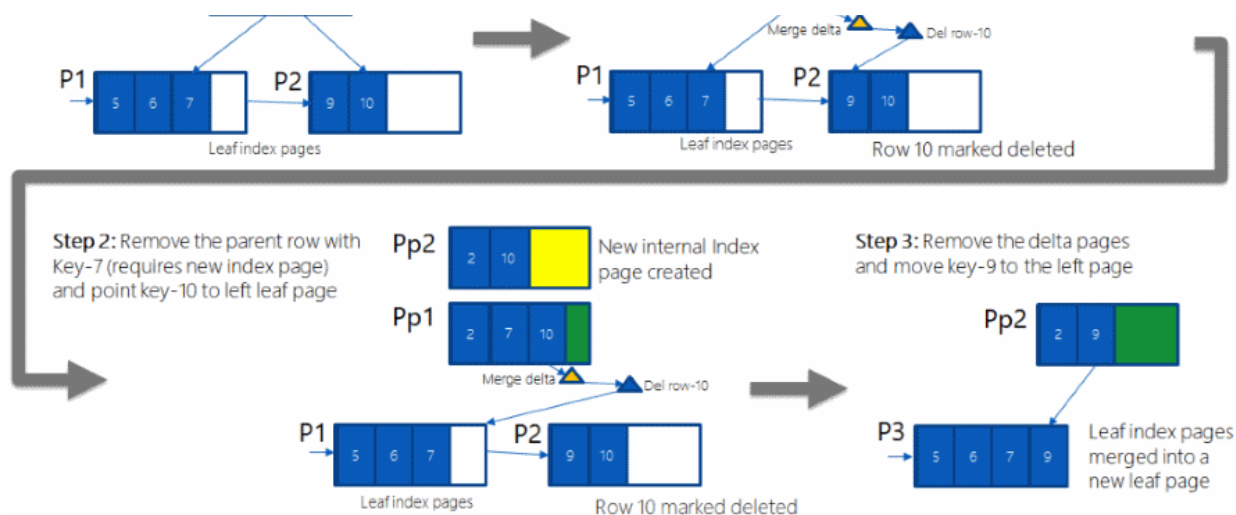 Merge delta
Del row-10
P1
5 6 7
P2
9 10
Leaf index pages
P1
5 6 7
P2
9 10
Leaf index pages
Row 10 marked deleted
Step 2: Remove the parent row with
Key-7 (requires new index page)
and point key-10 to left leaf page
Pp2
2 10
New internal Index
page created
Pp1
2 7 10
Merge delta
Del row-10
P1
5 6 7
P2
9 10
Leaf index pages
Row 10 marked deleted
Step 3: Remove the delta pages
and move key-9 to the left page
Pp2
2 9
P3
5 6 7 9
Leaf index pages
merged into a
new leaf page